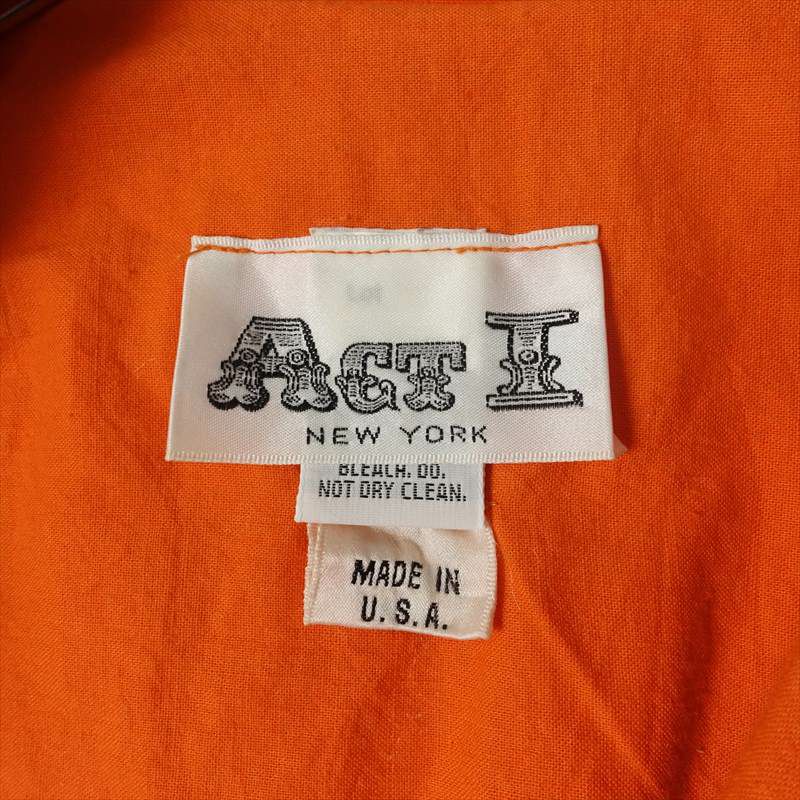 ACT I
NEW YORK
BLEACH. DO.
NOT DRY CLEAN.
MADE IN
U.S.A.